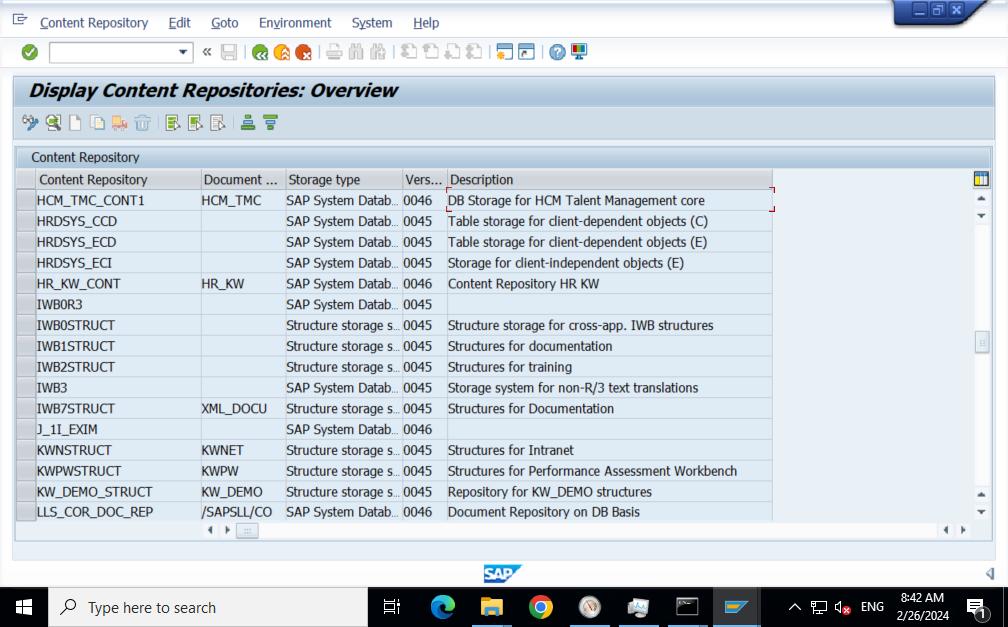 Content Repository Edit Goto Environment System Help
Display Content Repositories: Overview
Content Repository
Content Repository Document ... Storage type Vers... Description
HCM_TMC_CONT1 HCM_TMC SAP System Datab... 0046 DB Storage for HCM Talent Management core
HRDSYS_CCD SAP System Datab... 0045 Table storage for client-dependent objects (C)
HRDSYS_ECD SAP System Datab... 0045 Table storage for client-dependent objects (E)
HRDSYS_ECI SAP System Datab... 0045 Storage for client-independent objects (E)
HR_KW_CONT HR_KW SAP System Datab... 0046 Content Repository HR KW
IWB0R3 SAP System Datab... 0045
IWB0STRUCT Structure storage s... 0045 Structure storage for cross-app. IWB structures
IWB1STRUCT Structure storage s... 0045 Structures for documentation
IWB2STRUCT Structure storage s... 0045 Structures for training
IWB3 SAP System Datab... 0045 Storage system for non-R/3 text translations
IWB7STRUCT XML_DOCU Structure storage s... 0045 Structures for Documentation
J_1I_EXIM SAP System Datab... 0046
KWNSTRUCT KWNET Structure storage s... 0045 Structures for Intranet
KWPWSTRUCT KWPW Structure storage s... 0045 Structures for Performance Assessment Workbench
KW_DEMO_STRUCT KW_DEMO Structure storage s... 0045 Repository for KW_DEMO structures
LLS_COR_DOC_REP /SAPSLL/CO SAP System Datab... 0046 Document Repository on DB Basis
SAP
Type here to search
ENG
8:42 AM
2/26/2024
1